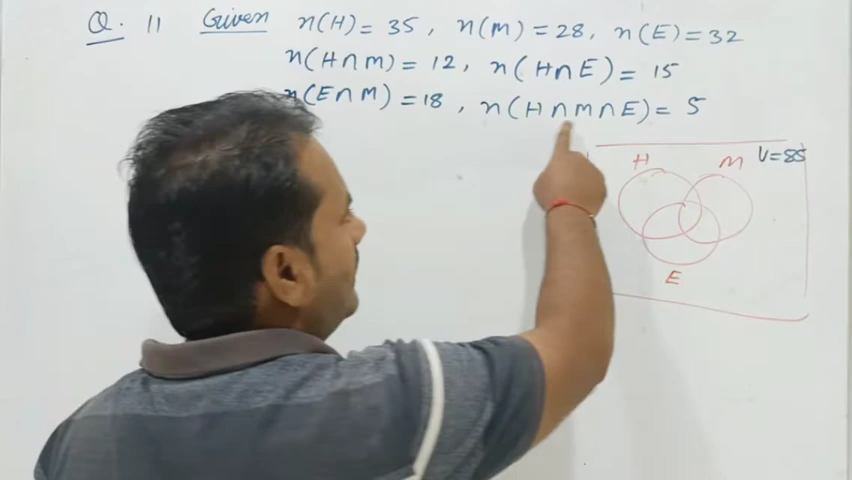 Q. 11 Given n(H) = 35, n(M) = 28, n(E) = 32
n(H∩M) = 12, n(H∩E) = 15
n(E∩M) = 18, n(H∩M∩E) = 5
H M U=85
E